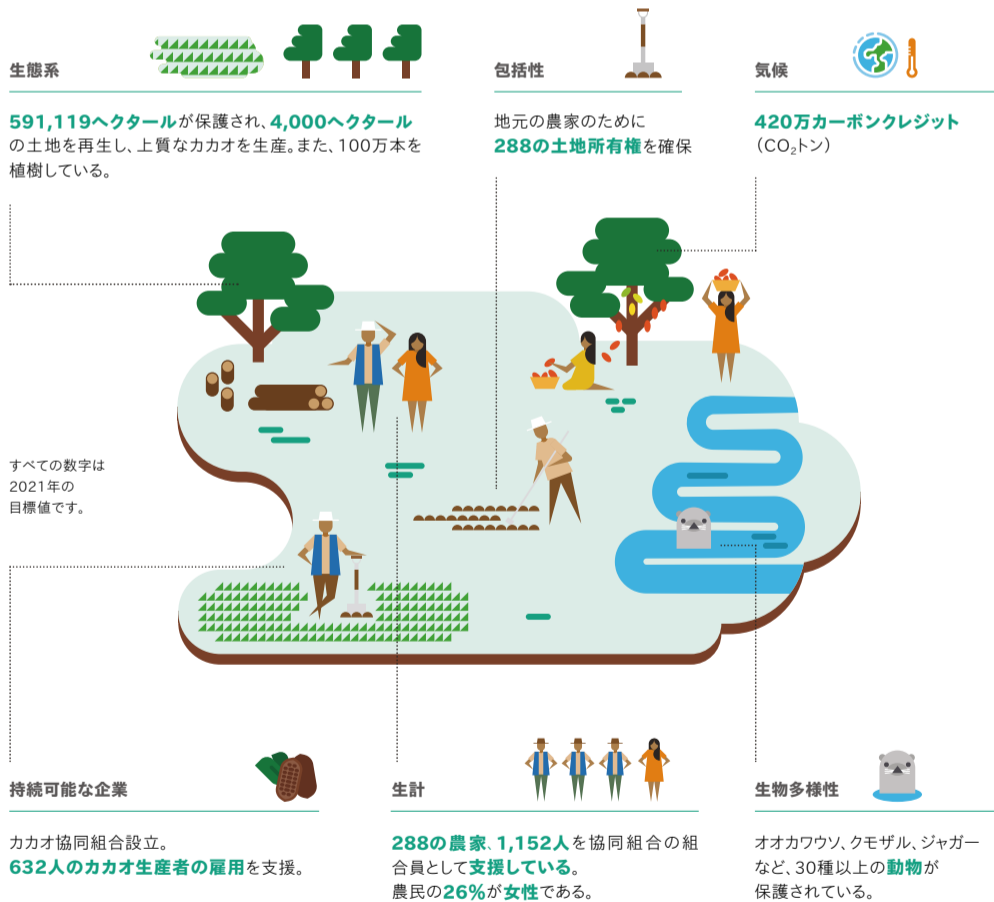 生態系
591,119ヘクタールが保護され、4,000ヘクタール
の土地を再生し、上質なカカオを生産。また、100万本を
植樹している。
包括性
地元の農家のために
288の土地所有権を確保
気候
420万カーボンクレジット
（CO₂トン）
すべての数字は
2021年の
目標値です。
持続可能な企業
カカオ協同組合設立。
632人のカカオ生産者の雇用を支援。
生計
288の農家、1,152人を協同組合の組
合員として支援している。
農民の26%が女性である。
生物多様性
オオカワウソ、クモザル、ジャガー
など、30種以上の動物が
保護されている。